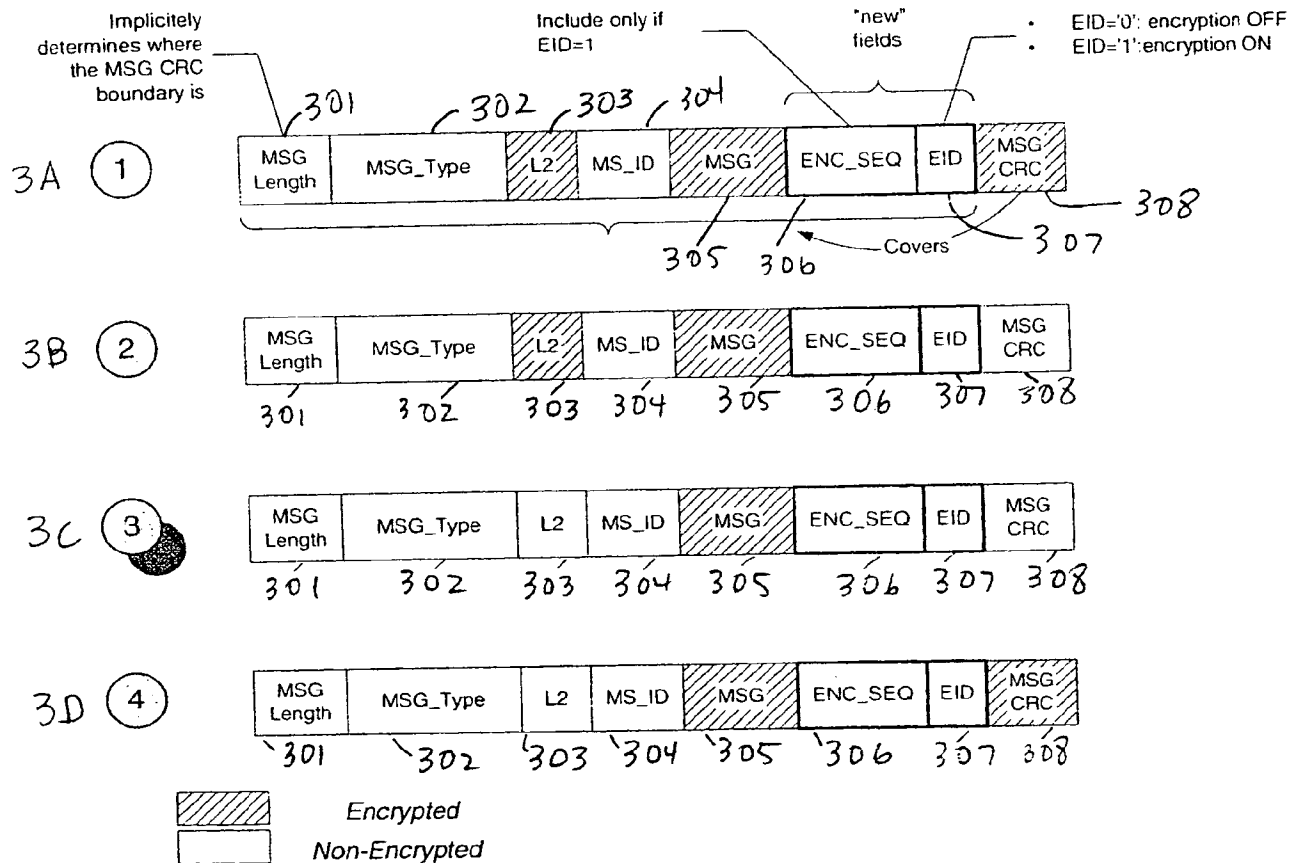 Implicitely
determines where
the MSG CRC
boundary is
Include only if
EID=1
"new"
fields
• EID='0': encryption OFF
• EID='1':encryption ON
301 302 303 304
3A 1 MSG Length MSG_Type L2 MS_ID MSG ENC_SEQ EID MSG CRC
305 306 Covers 307 308
3B 2 MSG Length MSG_Type L2 MS_ID MSG ENC_SEQ EID MSG CRC
301 302 303 304 305 306 307 308
3C 3 MSG Length MSG_Type L2 MS_ID MSG ENC_SEQ EID MSG CRC
301 302 303 304 305 306 307 308
3D 4 MSG Length MSG_Type L2 MS_ID MSG ENC_SEQ EID MSG CRC
301 302 303 304 305 306 307 308
Encrypted
Non-Encrypted